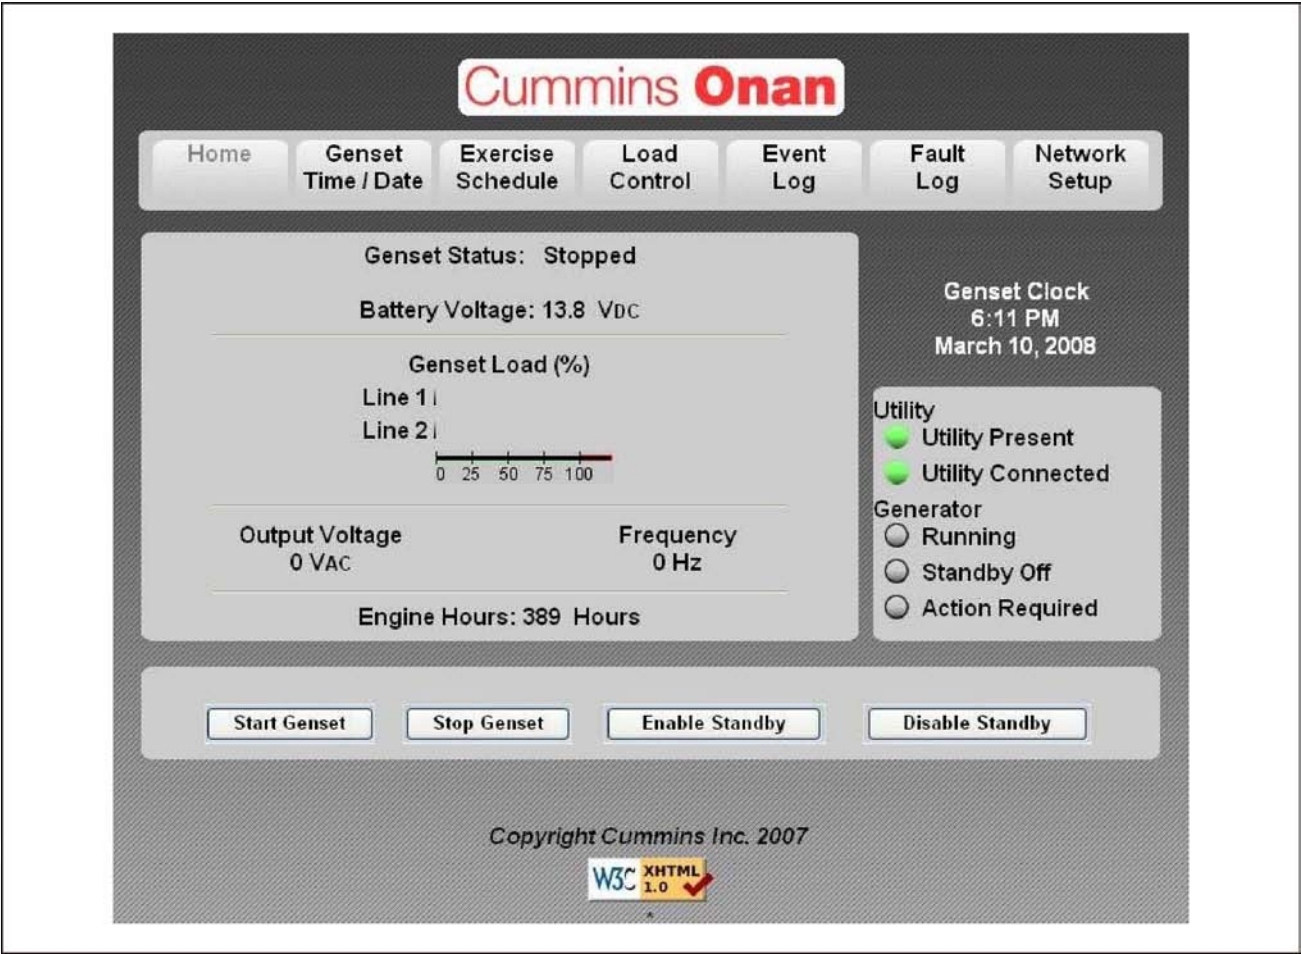 Cummins Onan
Home
Genset Time / Date
Exercise Schedule
Load Control
Event Log
Fault Log
Network Setup
Genset Status: Stopped
Battery Voltage: 13.8 VDC
Genset Load (%)
Line 1
Line 2
0 25 50 75 100
Output Voltage
0 VAC
Frequency
0 Hz
Engine Hours: 389 Hours
Genset Clock
6:11 PM
March 10, 2008
Utility
Utility Present
Utility Connected
Generator
Running
Standby Off
Action Required
Start Genset
Stop Genset
Enable Standby
Disable Standby
Copyright Cummins Inc. 2007
W3C XHTML 1.0
*